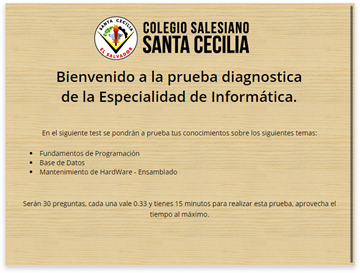 SANTA CECILIA
EL SALVADOR
COLEGIO SALESIANO
SANTA CECILIA
Bienvenido a la prueba diagnostica
de la Especialidad de Informática.
En el siguiente test se pondrán a prueba tus conocimientos sobre los siguientes temas:
• Fundamentos de Programación
• Base de Datos
• Mantenimiento de HardWare - Ensamblado
Serán 30 preguntas, cada una vale 0.33 y tienes 15 minutos para realizar esta prueba, aprovecha el
tiempo al máximo.